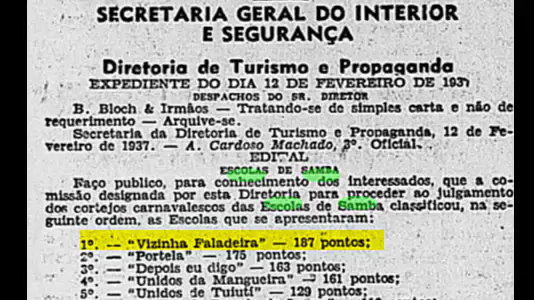 SECRETARIA GERAL DO INTERIOR
E SEGURANÇA
Diretoria de Turismo e Propaganda
EXPEDIENTE DO DIA 12 DE FEVEREIRO DE 1937
DESPACHOS DO SR. DIRECTOR
B. Bloch & Irmãos — Tratando-se de simples carta e não de
requerimento — Arquive-se.
Secretaria da Diretoria de Turismo e Propaganda, 12 de Fe-
vereiro de 1937. — A. Cardoso Machado, 3º. Oficial.
EDITAL
ESCOLAS DE SAMBA
Faço publico, para conhecimento dos interessados, que a co-
missão designada por esta Diretoria para proceder ao julgamento
dos cortejos carnavalescos das Escolas de Samba classificou, na se-
guinte ordem, as Escolas que se apresentaram:
1º. — "Vizinha Faladeira" — 187 pontos;
2º. — "Portela" — 175 pontos;
3º. — "Depois eu digo" — 163 pontos;
4º. — "Unidos da Mangueira" — 161 pontos;
5º. — "Unidos de Tuiuti" — 129 pontos;